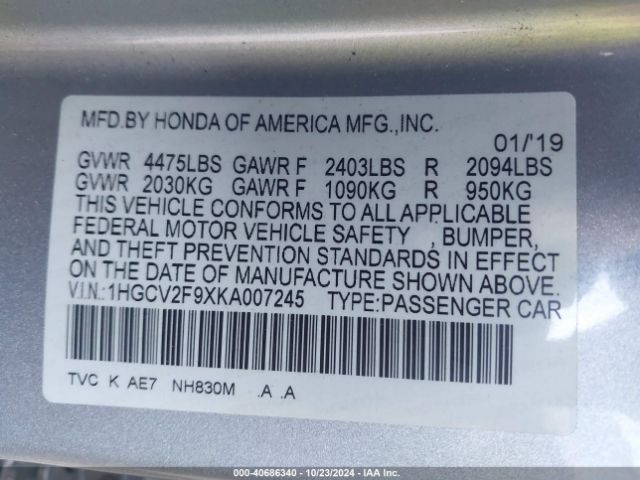 MFD.BY HONDA OF AMERICA MFG.,INC.
01/'19
GVWR 4475LBS GAWR F 2403LBS R 2094LBS
GVWR 2030KG GAWR F 1090KG R 950KG
THIS VEHICLE CONFORMS TO ALL APPLICABLE
FEDERAL MOTOR VEHICLE SAFETY , BUMPER,
AND THEFT PREVENTION STANDARDS IN EFFECT
ON THE DATE OF MANUFACTURE SHOWN ABOVE.
V.I.N.:1HGCV2F9XKA007245 TYPE:PASSENGER CAR
TVC K AE7 NH830M .A .A
000-40686340 | 10/23/2024 | IAA Inc.